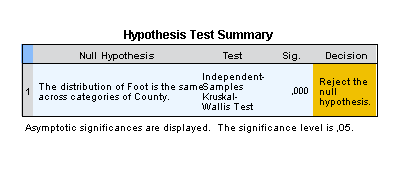 Hypothesis Test Summary
Null Hypothesis Test Sig. Decision
1 The distribution of Foot is the same across categories of County. Independent-Samples Kruskal-Wallis Test ,000 Reject the null hypothesis.
Asymptotic significances are displayed. The significance level is ,05.